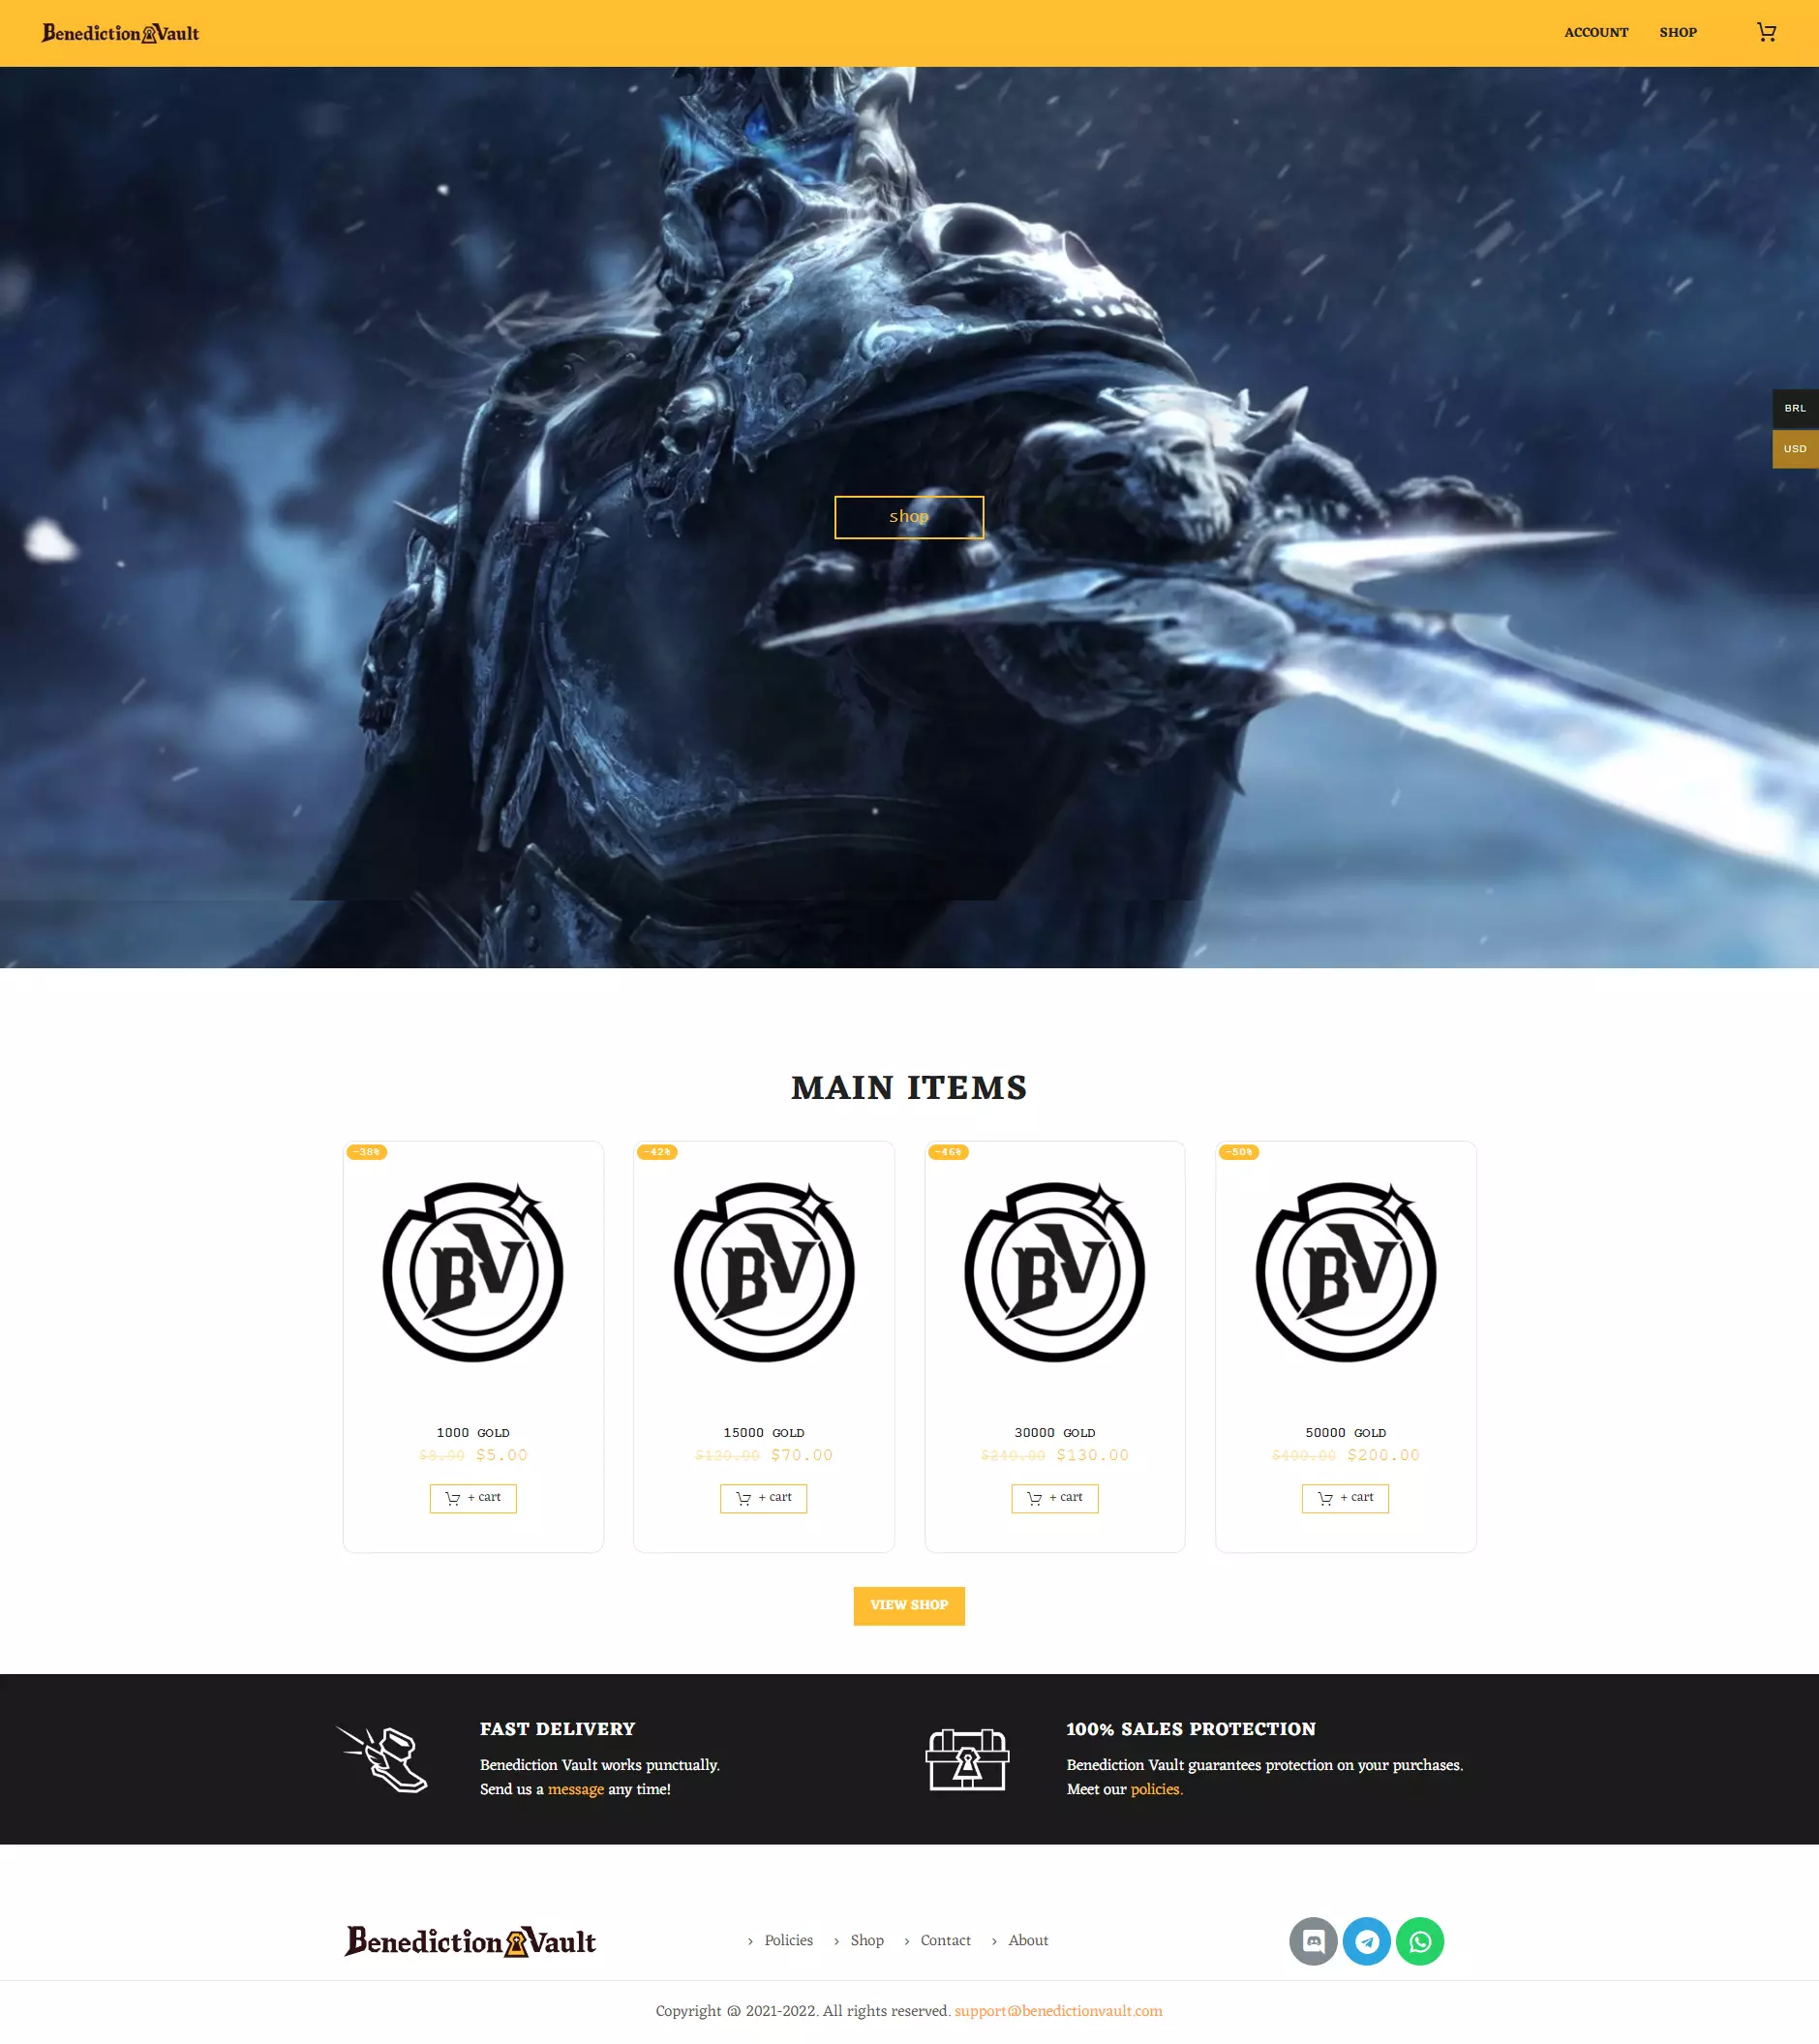 Benediction Vault
ACCOUNT SHOP
BRL
USD
shop
MAIN ITEMS
-38% -42% -46% -50%
BV BV BV BV
1000 GOLD 15000 GOLD 30000 GOLD 50000 GOLD
$5.00 $120.00 $70.00 $240.00 $130.00 $400.00 $200.00
+ cart + cart + cart + cart
VIEW SHOP
FAST DELIVERY
Benediction Vault works punctually.
Send us a message any time!
100% SALES PROTECTION
Benediction Vault guarantees protection on your purchases.
Meet our policies.
Benediction Vault
› Policies › Shop › Contact › About
Copyright @ 2021-2022. All rights reserved. support@benedictionvault.com